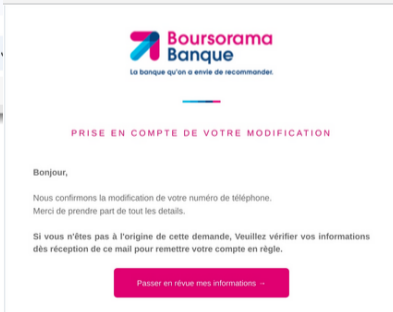 Boursorama
Banque
La banque qu'on a envie de recommander.
PRISE EN COMPTE DE VOTRE MODIFICATION
Bonjour,
Nous confirmons la modification de votre numéro de téléphone.
Merci de prendre part de tout les details.
Si vous n'êtes pas à l'origine de cette demande, Veuillez vérifier vos informations
dès réception de ce mail pour remettre votre compte en règle.
Passer en révue mes informations →